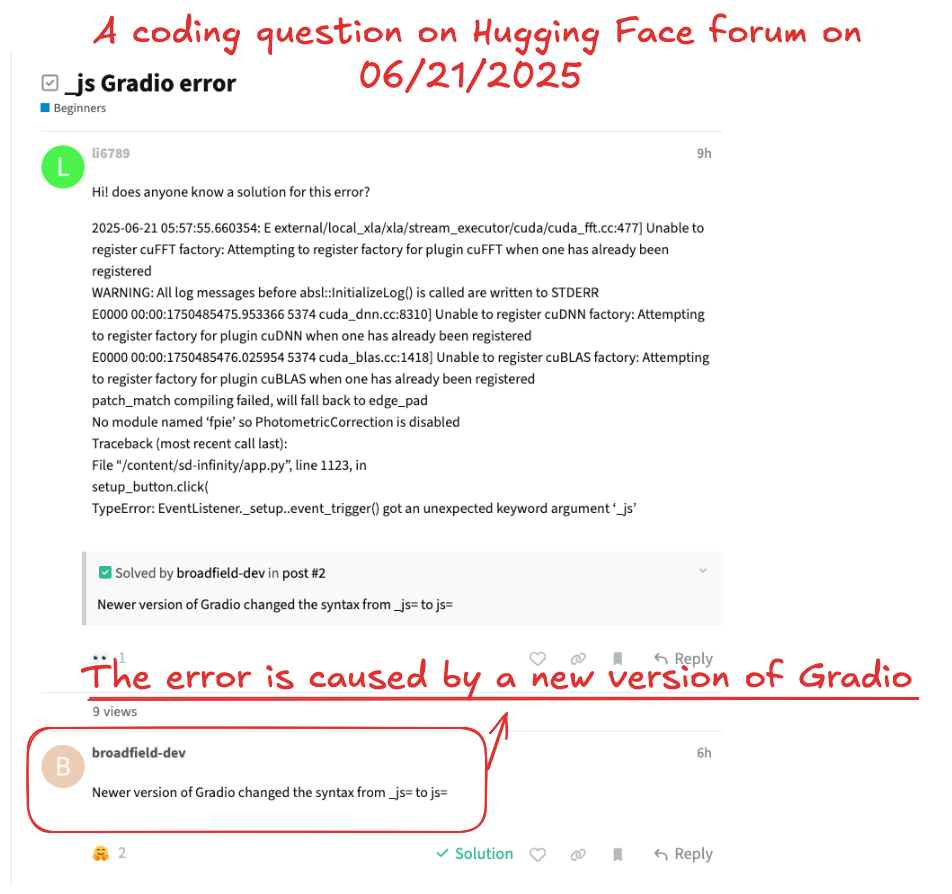 A coding question on Hugging Face forum on
06/21/2025
_js Gradio error
Beginners
L
li6789
9h
Hi! does anyone know a solution for this error?
2025-06-21 05:57:55.660354: E external/local_xla/xla/stream_executor/cuda/cuda_fft.cc:477] Unable to
register cuFFT factory: Attempting to register factory for plugin cuFFT when one has already been
registered
WARNING: All log messages before absl::InitializeLog() is called are written to STDERR
E0000 00:00:1750485475.953366 5374 cuda_dnn.cc:8310] Unable to register cuDNN factory: Attempting
to register factory for plugin cuDNN when one has already been registered
E0000 00:00:1750485476.025954 5374 cuda_blas.cc:1418] Unable to register cuBLAS factory: Attempting
to register factory for plugin cuBLAS when one has already been registered
patch_match compiling failed, will fall back to edge_pad
No module named ‘fpie’ so PhotometricCorrection is disabled
Traceback (most recent call last):
File “/content/sd-infinity/app.py”, line 1123, in
setup_button.click(
TypeError: EventListener._setup..event_trigger() got an unexpected keyword argument ‘_js’
Solved by broadfield-dev in post #2
Newer version of Gradio changed the syntax from _js= to js=
1
Reply
The error is caused by a new version of Gradio
9 views
B
broadfield-dev
6h
Newer version of Gradio changed the syntax from _js= to js=
2
Solution
Reply